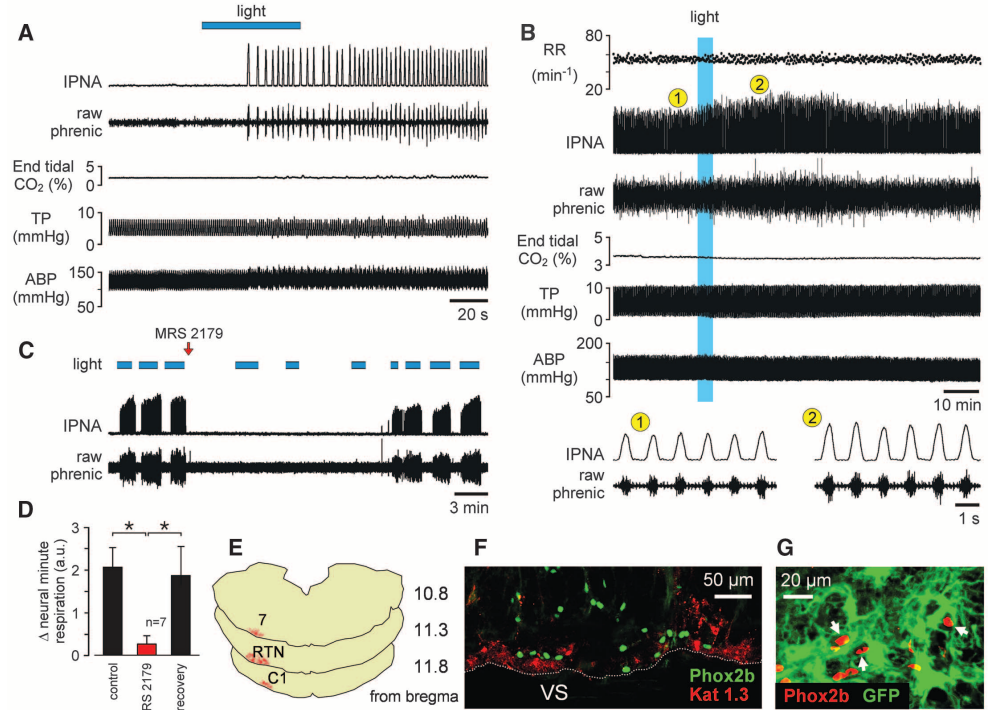 A
light
IPNA
raw
phrenic
End tidal
CO₂ (%)
5
0
TP
(mmHg)
10
0
ABP
(mmHg)
150
50
20 s
B
light
RR
(min⁻¹)
80
20
1
2
IPNA
raw
phrenic
End tidal
CO₂ (%)
5
3
TP
(mmHg)
10
0
ABP
(mmHg)
200
50
10 min
1
2
IPNA
raw
phrenic
1 s
C
MRS 2179
light
IPNA
raw
phrenic
3 min
D
Δ neural minute
respiration (a.u.)
3
2
1
0
*
*
n=7
control
RS 2179
recovery
E
7
RTN
C1
10.8
11.3
11.8
from bregma
F
50 µm
Phox2b
Kat 1.3
VS
G
20 µm
Phox2b GFP